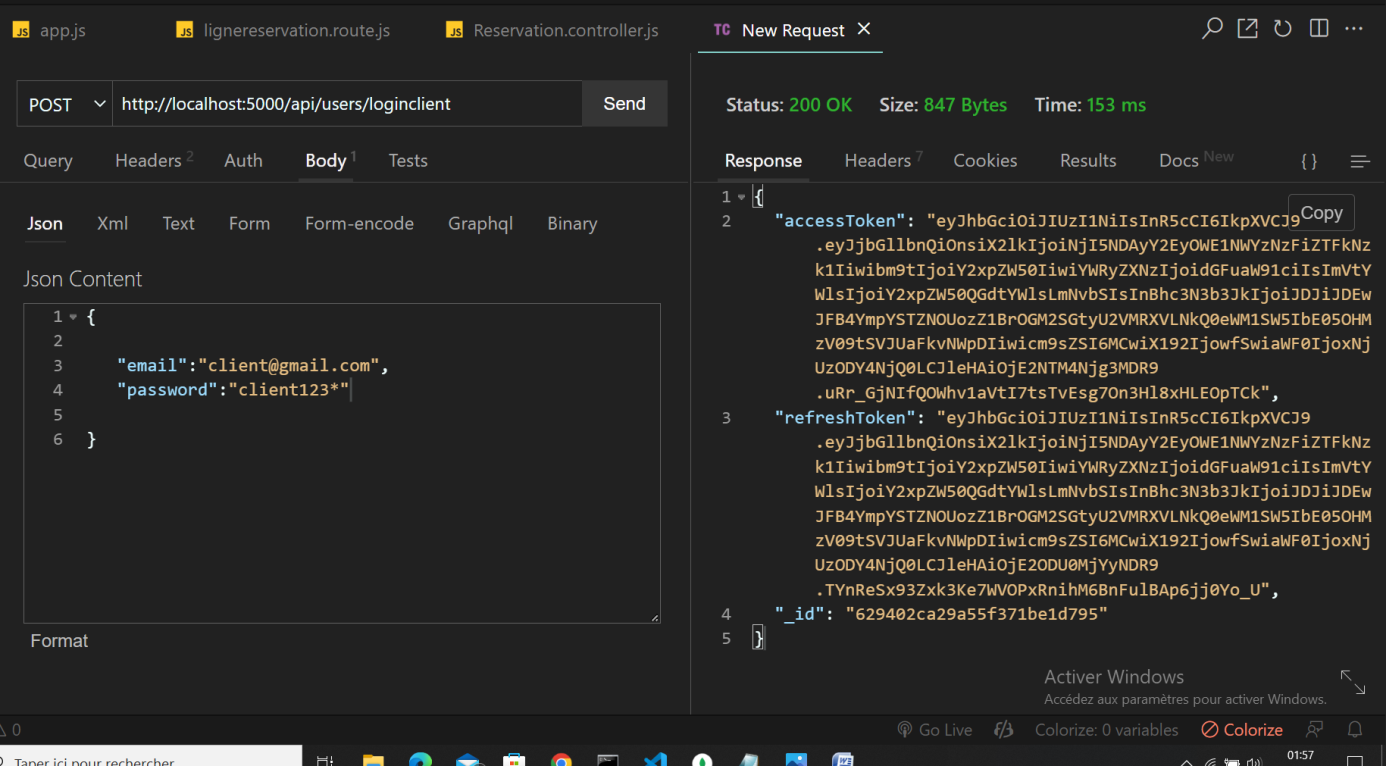 JS app.js
JS lignereservation.route.js
JS Reservation.controller.js
TC New Request
POST
http://localhost:5000/api/users/loginclient
Send
Query
Headers 2
Auth
Body 1
Tests
Json
Xml
Text
Form
Form-encode
Graphql
Binary
Json Content
1 {
2
3 "email":"client@gmail.com",
4 "password":"client123*"
5
6 }
Format
Status: 200 OK Size: 847 Bytes Time: 153 ms
Response
Headers 7
Cookies
Results
Docs New
{ }
Copy
1 {
2 "accessToken": "eyJhbGciOiJIUzI1NiIsInR5cCI6IkpXVCJ9
.eyJjbGllbnQiOnsiX2lkIjoiNjI5NDAyY2EyOWE1NWYzNzFiZTFkNz
k1Iiwibm9tIjoiY2xpZW50IiwiYWRyZXNzIjoidGFuaW91ciIsImVtY
WlsIjoiY2xpZW50QGdtYWlsLmNvbSIsInBhc3N3b3JkIjoiJDJiJDEw
JFB4YmpYSTZNOUozZ1BrOGM2SGtyU2VMRXVLNkQ0eWM1SW5IbE05OHM
zV09tSVJUaFkvNWpDIiwicm9sZSI6MCwiX192IjowfSwiaWF0IjoxNj
UzODY4NjQ0LCJleHAiOjE2NTM4Njg3MDR9
.uRr_GjNIfQOWhv1aVtI7tsTvEsg7On3Hl8xHLEOpTCk",
3 "refreshToken": "eyJhbGciOiJIUzI1NiIsInR5cCI6IkpXVCJ9
.eyJjbGllbnQiOnsiX2lkIjoiNjI5NDAyY2EyOWE1NWYzNzFiZTFkNz
k1Iiwibm9tIjoiY2xpZW50IiwiYWRyZXNzIjoidGFuaW91ciIsImVtY
WlsIjoiY2xpZW50QGdtYWlsLmNvbSIsInBhc3N3b3JkIjoiJDJiJDEw
JFB4YmpYSTZNOUozZ1BrOGM2SGtyU2VMRXVLNkQ0eWM1SW5IbE05OHM
zV09tSVJUaFkvNWpDIiwicm9sZSI6MCwiX192IjowfSwiaWF0IjoxNj
UzODY4NjQ0LCJleHAiOjE2ODU0MjYyNDR9
.TYnReSx93Zxk3Ke7WVOPxRnihM6BnFulBAp6jj0Yo_U",
4 "_id": "629402ca29a55f371be1d795"
5 }
Activer Windows
Accédez aux paramètres pour activer Windows.
0
Go Live
Colorize: 0 variables
Colorize
Taper ici pour rechercher
01:57